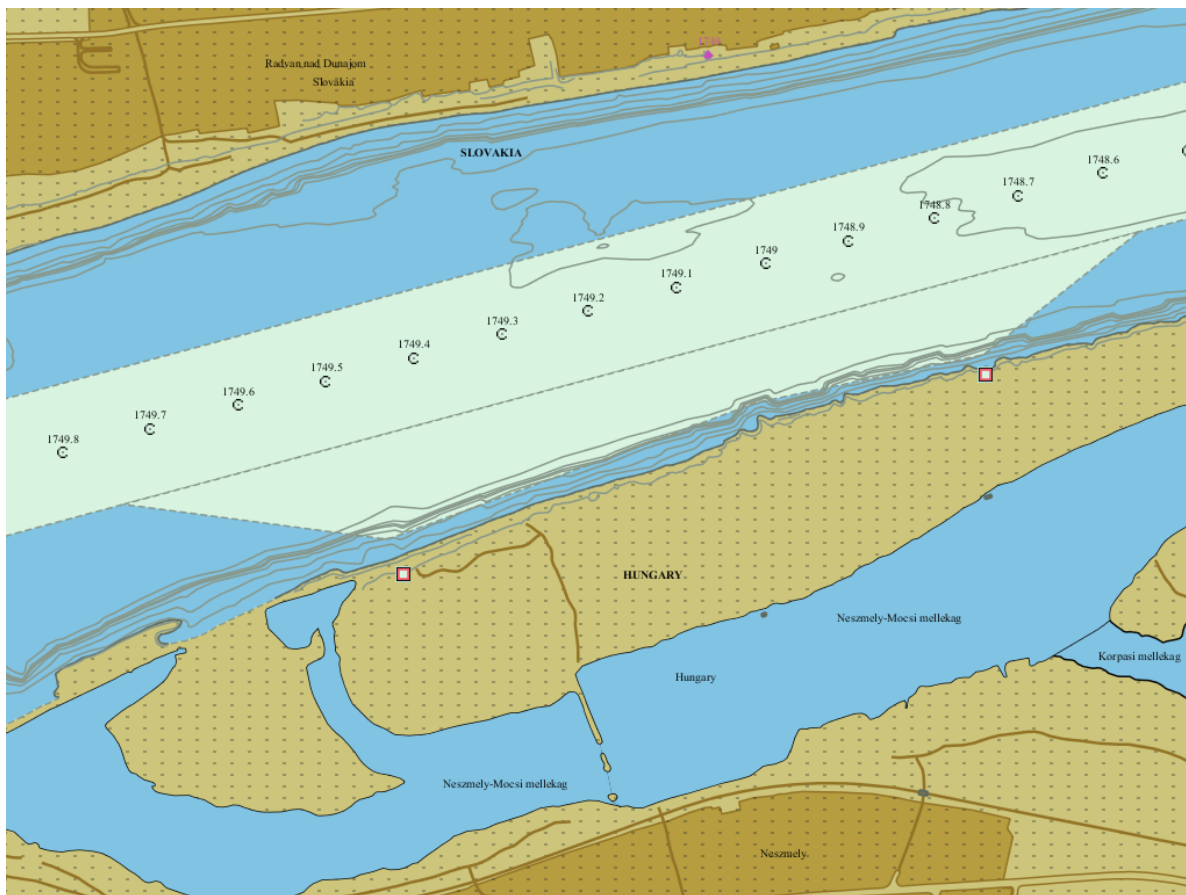 1749
Radvan nad Dunajom
Slovakia
SLOVAKIA
1748.6
1748.7
1748.8
1748.9
1749
1749.1
1749.2
1749.3
1749.4
1749.5
1749.6
1749.7
1749.8
HUNGARY
Neszmely-Mocsi mellekag
Korpasi mellekag
Hungary
Neszmely-Mocsi mellekag
Neszmely